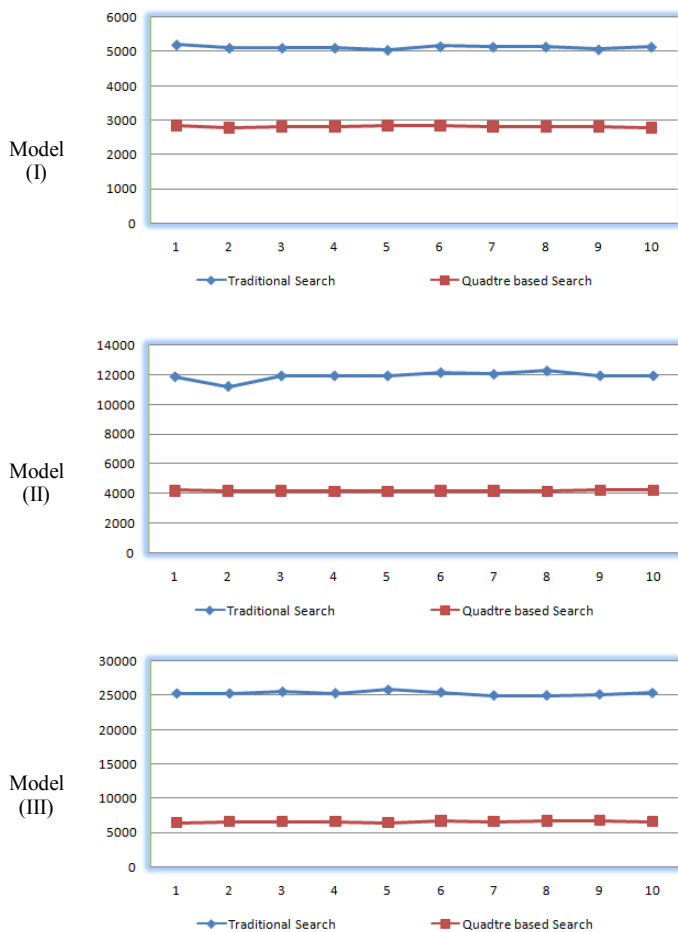 6000
5000
4000
3000
2000
1000
0
Model
(I)
1 2 3 4 5 6 7 8 9 10
Traditional Search Quadtre based Search
14000
12000
10000
8000
6000
4000
2000
0
Model
(II)
1 2 3 4 5 6 7 8 9 10
Traditional Search Quadtre based Search
30000
25000
20000
15000
10000
5000
0
Model
(III)
1 2 3 4 5 6 7 8 9 10
Traditional Search Quadtre based Search